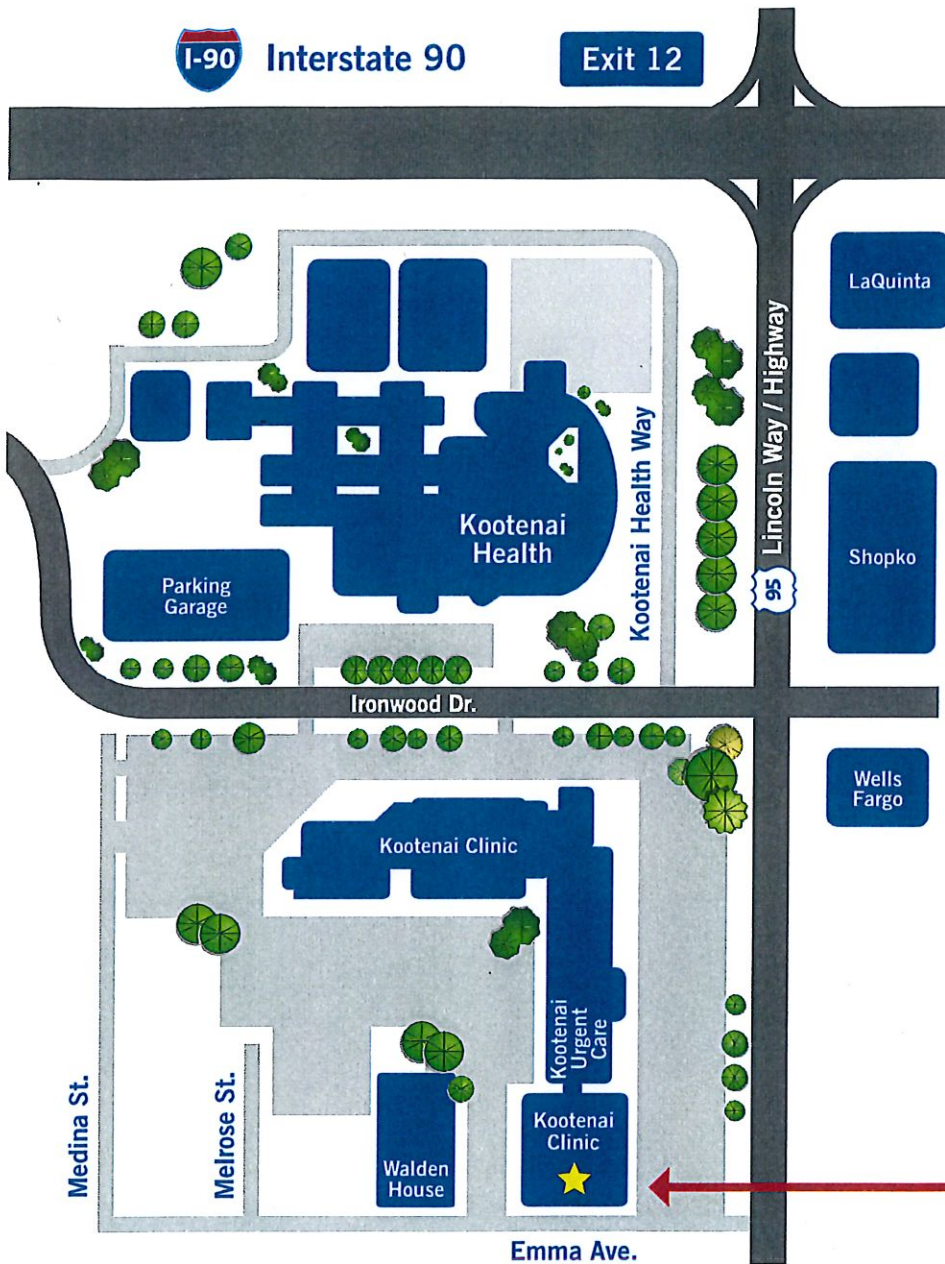 I-90
Interstate 90
Exit 12
LaQuinta
Lincoln Way / Highway
95
Kootenai Health Way
Kootenai
Health
Shopko
Parking
Garage
Ironwood Dr.
Wells
Fargo
Kootenai Clinic
Kootenai
Urgent
Care
Medina St.
Melrose St.
Walden
House
Kootenai
Clinic
Emma Ave.